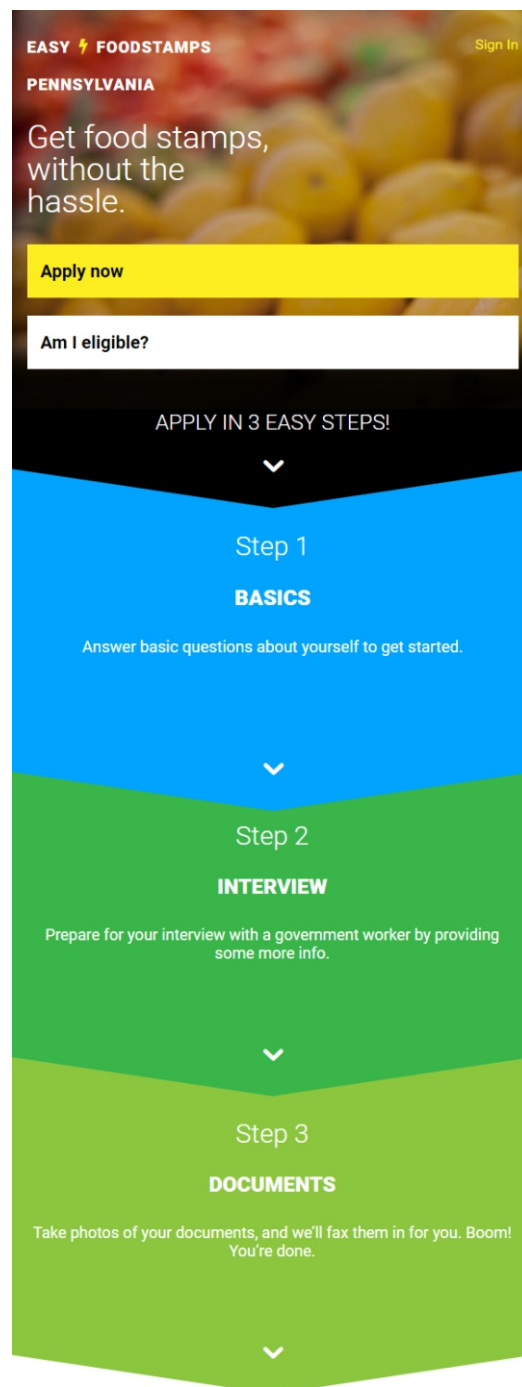 EASY FOODSTAMPS
Sign In
PENNSYLVANIA
Get food stamps,
without the
hassle.
Apply now
Am I eligible?
APPLY IN 3 EASY STEPS!
Step 1
BASICS
Answer basic questions about yourself to get started.
Step 2
INTERVIEW
Prepare for your interview with a government worker by providing
some more info.
Step 3
DOCUMENTS
Take photos of your documents, and we'll fax them in for you. Boom!
You're done.